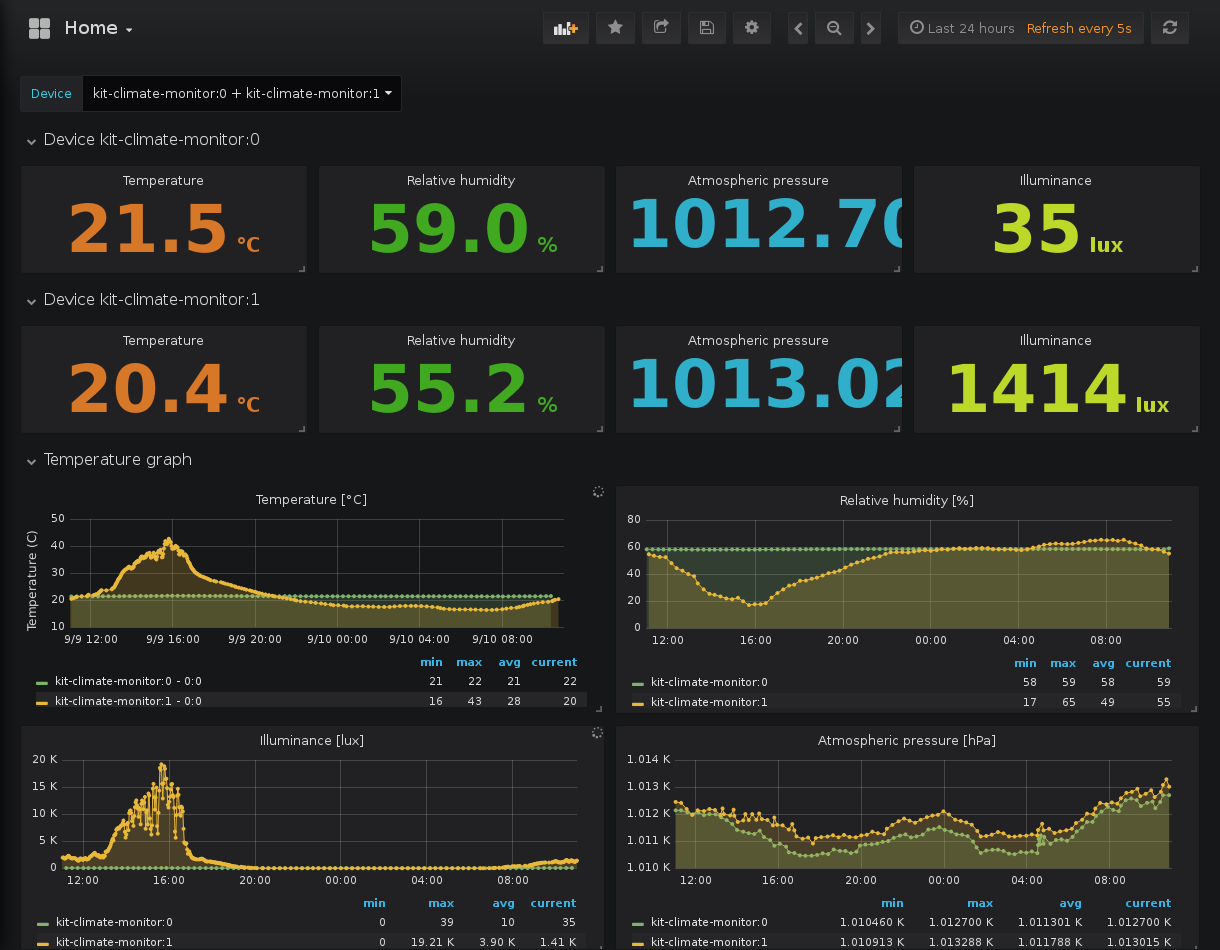 Home
Last 24 hours Refresh every 5s
Device kit-climate-monitor:0 + kit-climate-monitor:1
Device kit-climate-monitor:0
Temperature Relative humidity Atmospheric pressure Illuminance
21.5 °C 59.0 % 1012.70 35 lux
Device kit-climate-monitor:1
Temperature Relative humidity Atmospheric pressure Illuminance
20.4 °C 55.2 % 1013.02 1414 lux
Temperature graph
Temperature [°C]
Temperature (C)
50
40
30
20
10
9/9 12:00 9/9 16:00 9/9 20:00 9/10 00:00 9/10 04:00 9/10 08:00
min max avg current
kit-climate-monitor:0 - 0:0 21 22 21 22
kit-climate-monitor:1 - 0:0 16 43 28 20
Relative humidity [%]
80
60
40
20
0
12:00 16:00 20:00 00:00 04:00 08:00
min max avg current
kit-climate-monitor:0 58 59 58 59
kit-climate-monitor:1 17 65 49 55
Illuminance [lux]
20 K
15 K
10 K
5 K
0
12:00 16:00 20:00 00:00 04:00 08:00
min max avg current
kit-climate-monitor:0 0 39 10 35
kit-climate-monitor:1 0 19.21 K 3.90 K 1.41 K
Atmospheric pressure [hPa]
1.014 K
1.013 K
1.012 K
1.011 K
1.010 K
12:00 16:00 20:00 00:00 04:00 08:00
min max avg current
kit-climate-monitor:0 1.010460 K 1.012700 K 1.011301 K 1.012700 K
kit-climate-monitor:1 1.010913 K 1.013288 K 1.011788 K 1.013015 K